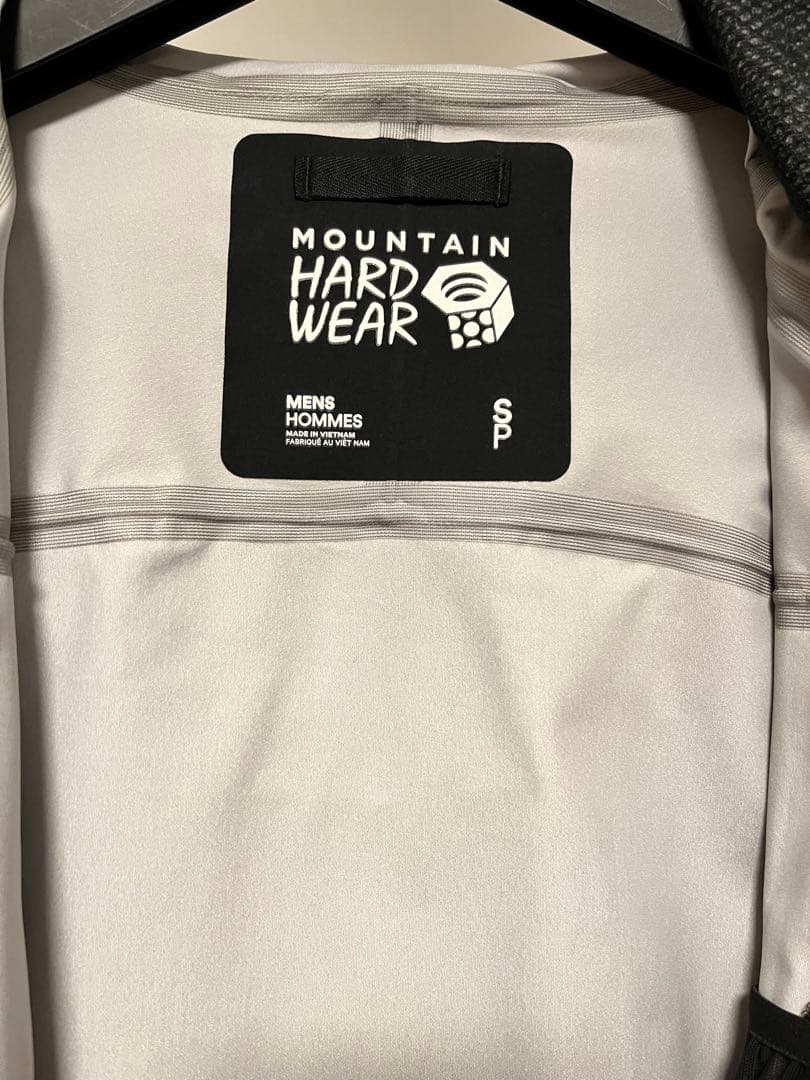 MOUNTAIN
HARD
WEAR
MENS
HOMMES
MADE IN VIETNAM
FABRIQUÉ AU VIÊT NAM
S
P